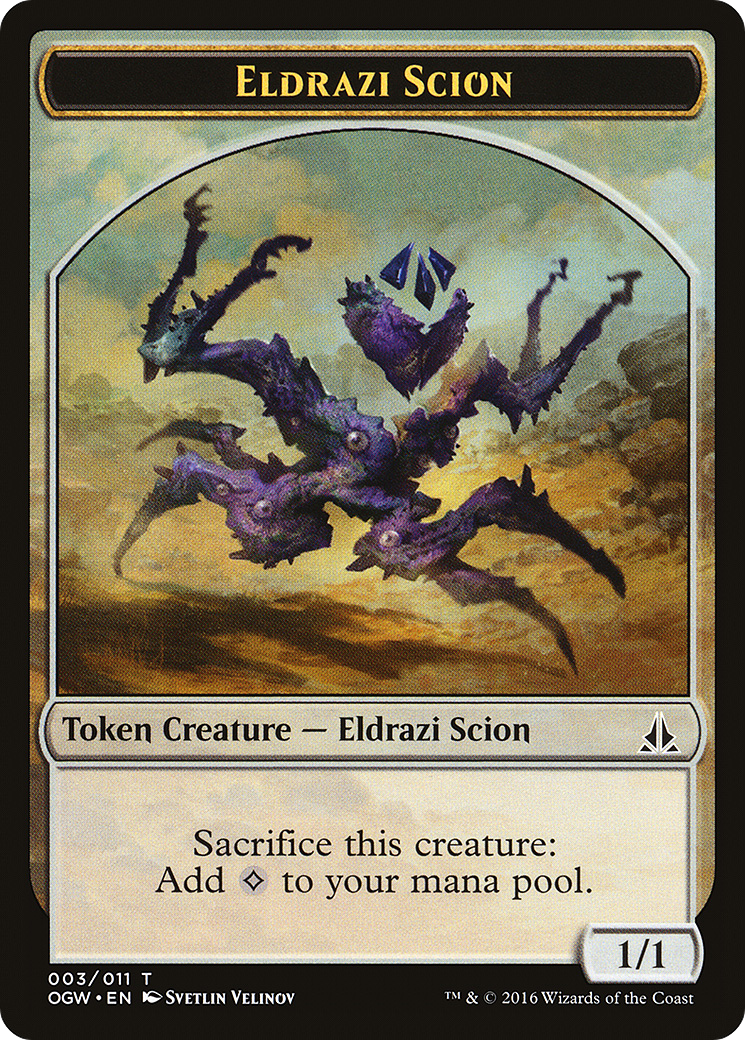 Eldrazi Scion
Token Creature — Eldrazi Scion
Sacrifice this creature:
Add to your mana pool.
1/1
003/011 T
OGW • EN Svetlin Velinov
™ & © 2016 Wizards of the Coast